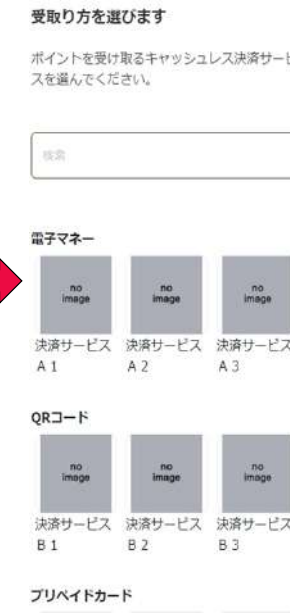 受取り方を選びます
ポイントを受け取るキャッシュレス決済サービ
スを選んでください。
検索
電子マネー
no image no image no image
決済サービス 決済サービス 決済サービス
A 1 A 2 A 3
QRコード
no image no image no image
決済サービス 決済サービス 決済サービス
B 1 B 2 B 3
プリペイドカード